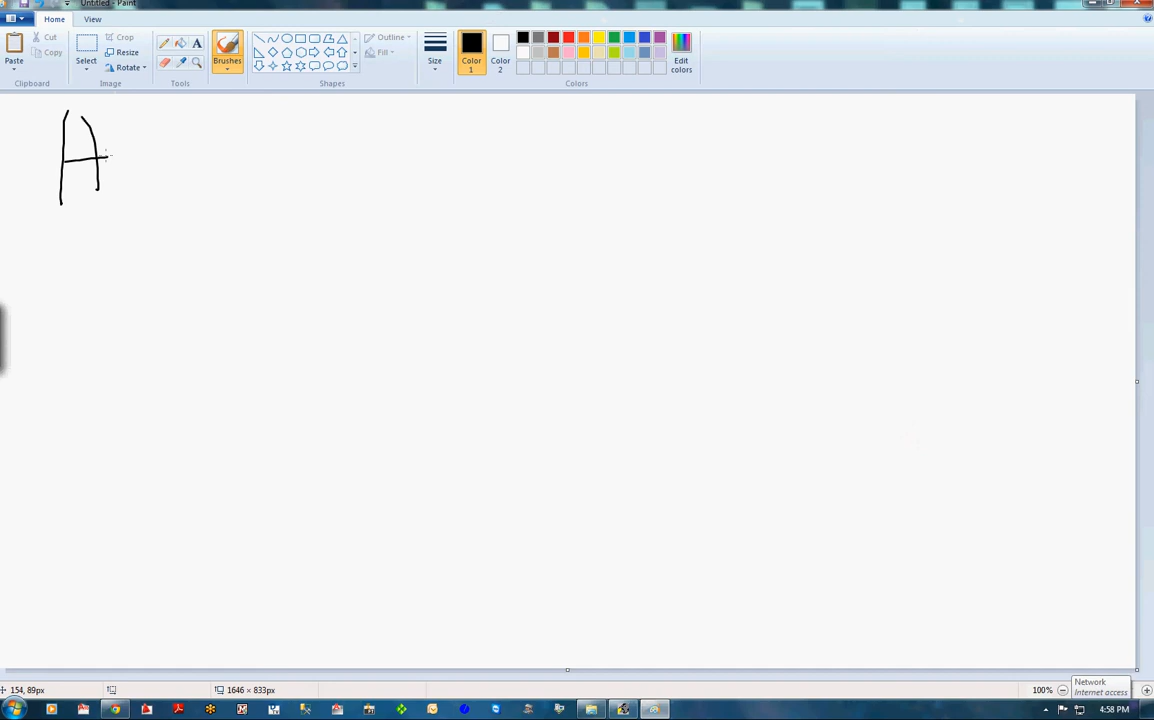 Untitled - Paint
Home View
Paste
Cut
Copy
Clipboard
Select
Crop
Resize
Rotate
Image
Tools
Brushes
Shapes
Outline
Fill
Size
Color 1
Color 2
Edit colors
Colors
A
154, 89px
1646 × 833px
100%
Network
Internet access
4:58 PM